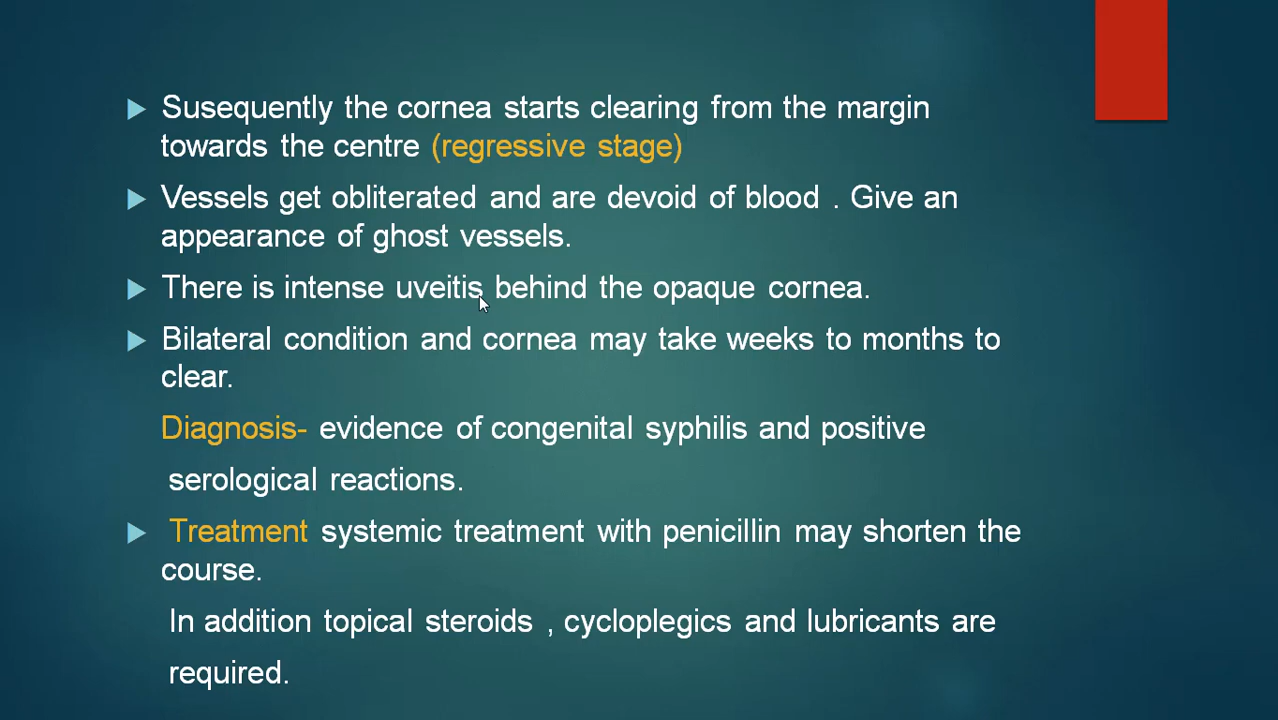 Susequently the cornea starts clearing from the margin
towards the centre (regressive stage)
Vessels get obliterated and are devoid of blood . Give an
appearance of ghost vessels.
There is intense uveitis behind the opaque cornea.
Bilateral condition and cornea may take weeks to months to
clear.
Diagnosis- evidence of congenital syphilis and positive
serological reactions.
Treatment systemic treatment with penicillin may shorten the
course.
In addition topical steroids , cycloplegics and lubricants are
required.